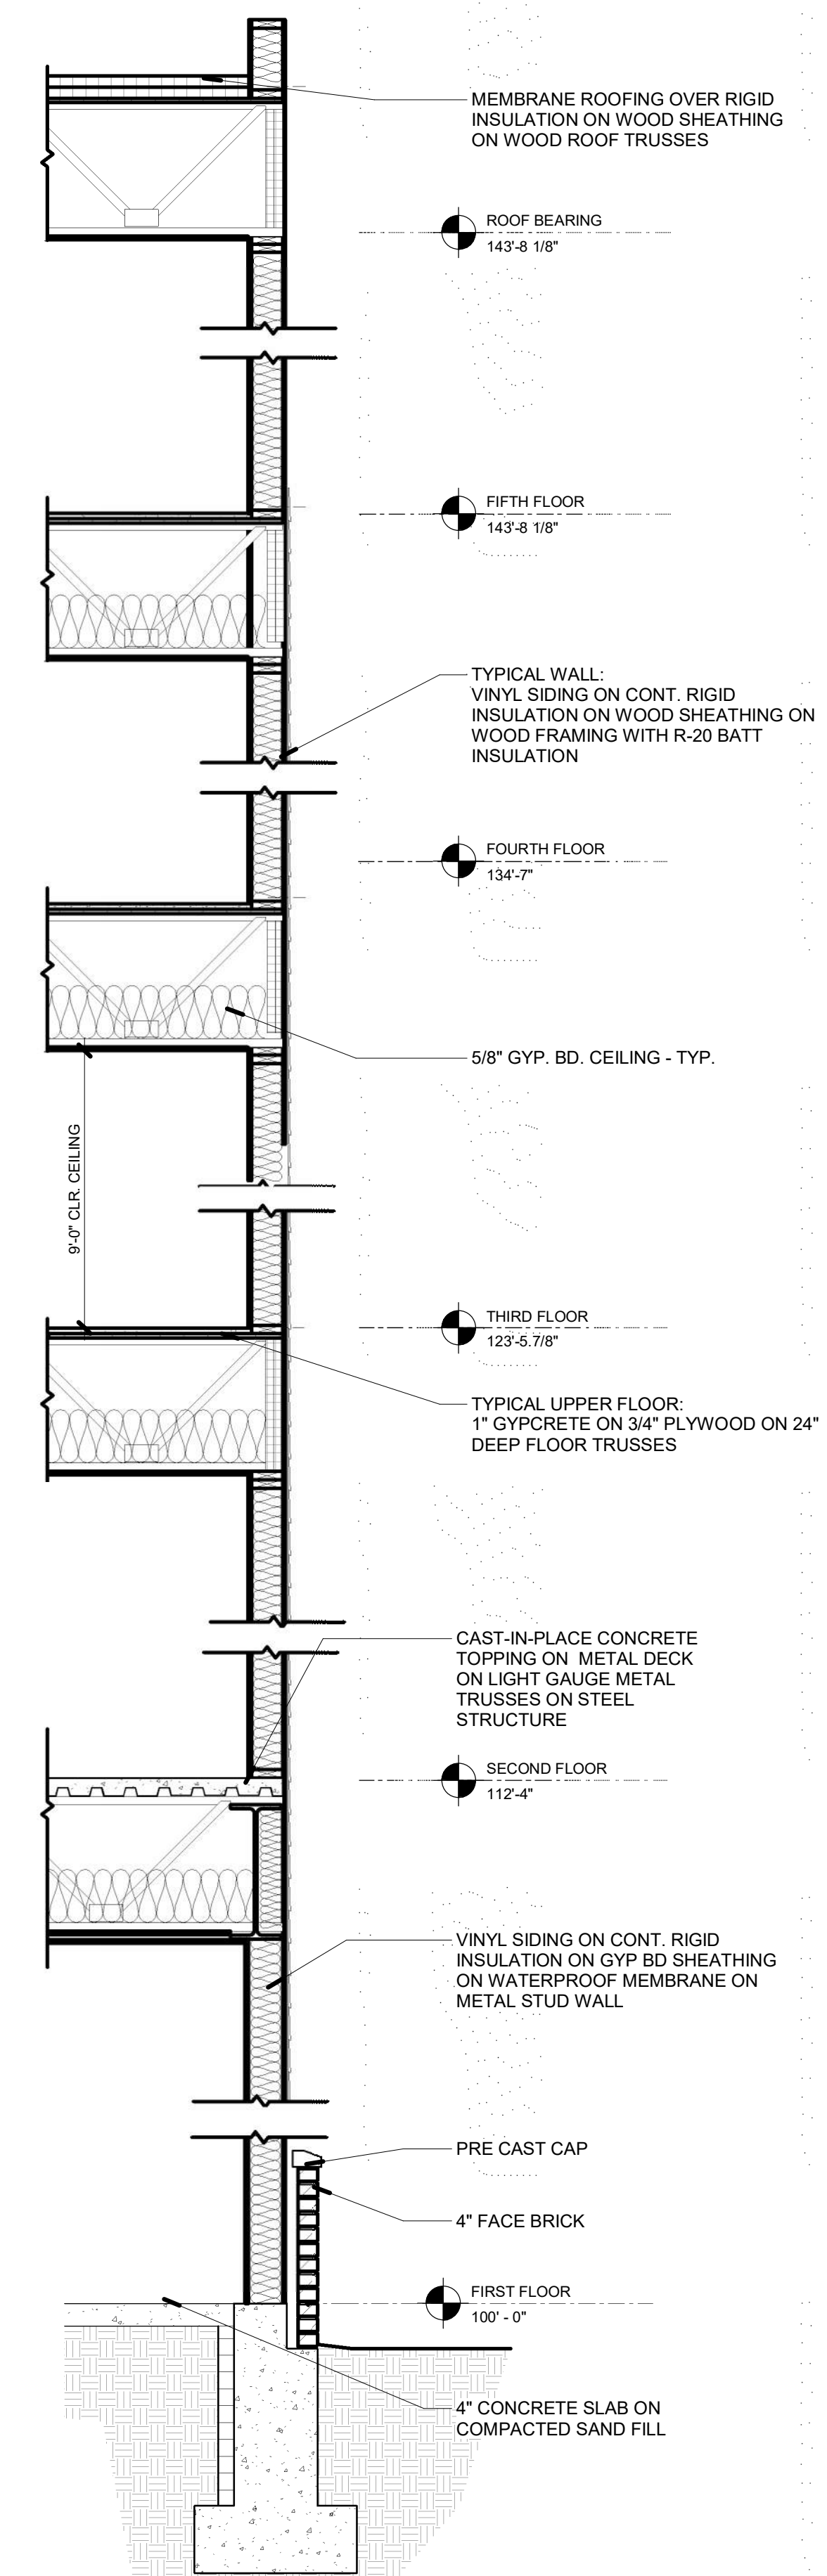 MEMBRANE ROOFING OVER RIGID
INSULATION ON WOOD SHEATHING
ON WOOD ROOF TRUSSES
ROOF BEARING
143'-8 1/8"
FIFTH FLOOR
143'-8 1/8"
TYPICAL WALL:
VINYL SIDING ON CONT. RIGID
INSULATION ON WOOD SHEATHING ON
WOOD FRAMING WITH R-20 BATT
INSULATION
FOURTH FLOOR
134'-7"
5/8" GYP. BD. CEILING - TYP.
9'-0" CLR. CEILING
THIRD FLOOR
123'-5.7/8"
TYPICAL UPPER FLOOR:
1" GYPCRETE ON 3/4" PLYWOOD ON 24"
DEEP FLOOR TRUSSES
CAST-IN-PLACE CONCRETE
TOPPING ON METAL DECK
ON LIGHT GAUGE METAL
TRUSSES ON STEEL
STRUCTURE
SECOND FLOOR
112'-4"
VINYL SIDING ON CONT. RIGID
INSULATION ON GYP BD SHEATHING
ON WATERPROOF MEMBRANE ON
METAL STUD WALL
PRE CAST CAP
4" FACE BRICK
FIRST FLOOR
100' - 0"
4" CONCRETE SLAB ON
COMPACTED SAND FILL